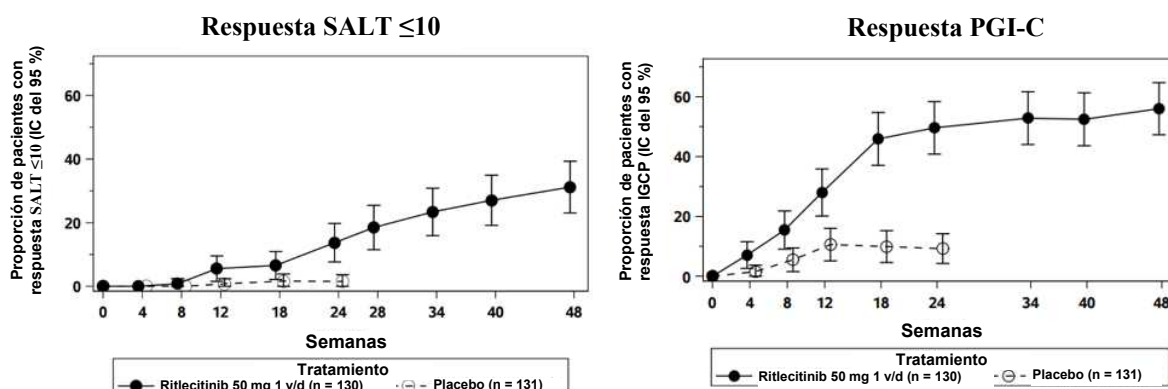 Respuesta SALT ≤10
Proporción de pacientes con
respuesta SALT ≤10 (IC del 95 %)
60
40
20
0
0 4 8 12 18 24 28 34 40 48
Semanas
Tratamiento
Ritlecitinib 50 mg 1 v/d (n = 130) Placebo (n = 131)
Respuesta PGI-C
Proporción de pacientes con
respuesta IGCP (IC del 95 %)
60
40
20
0
0 4 8 12 18 24 28 34 40 48
Semanas
Tratamiento
Ritlecitinib 50 mg 1 v/d (n = 130) Placebo (n = 131)